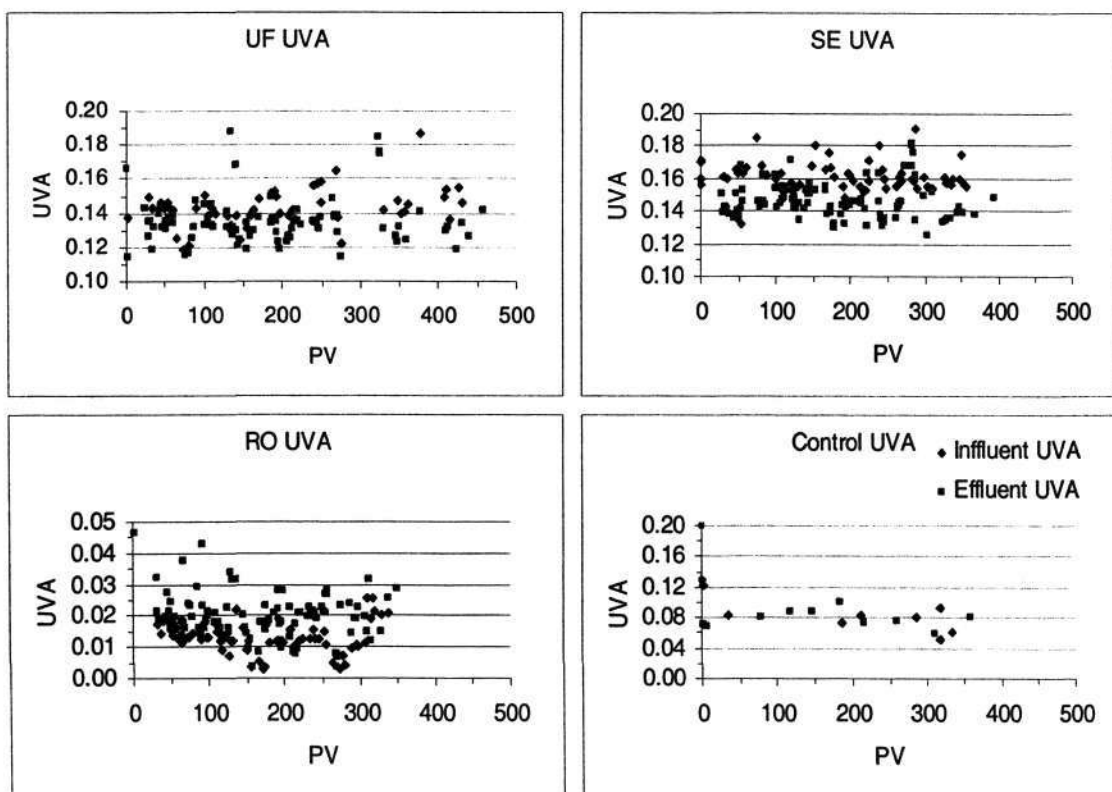 UF UVA
UVA
0.20
0.18
0.16
0.14
0.12
0.10
0 100 200 300 400 500
PV
SE UVA
UVA
0.20
0.18
0.16
0.14
0.12
0.10
0 100 200 300 400 500
PV
RO UVA
UVA
0.05
0.04
0.03
0.02
0.01
0.00
0 100 200 300 400 500
PV
Control UVA
Inffluent UVA
Effluent UVA
UVA
0.20
0.16
0.12
0.08
0.04
0.00
0 100 200 300 400 500
PV